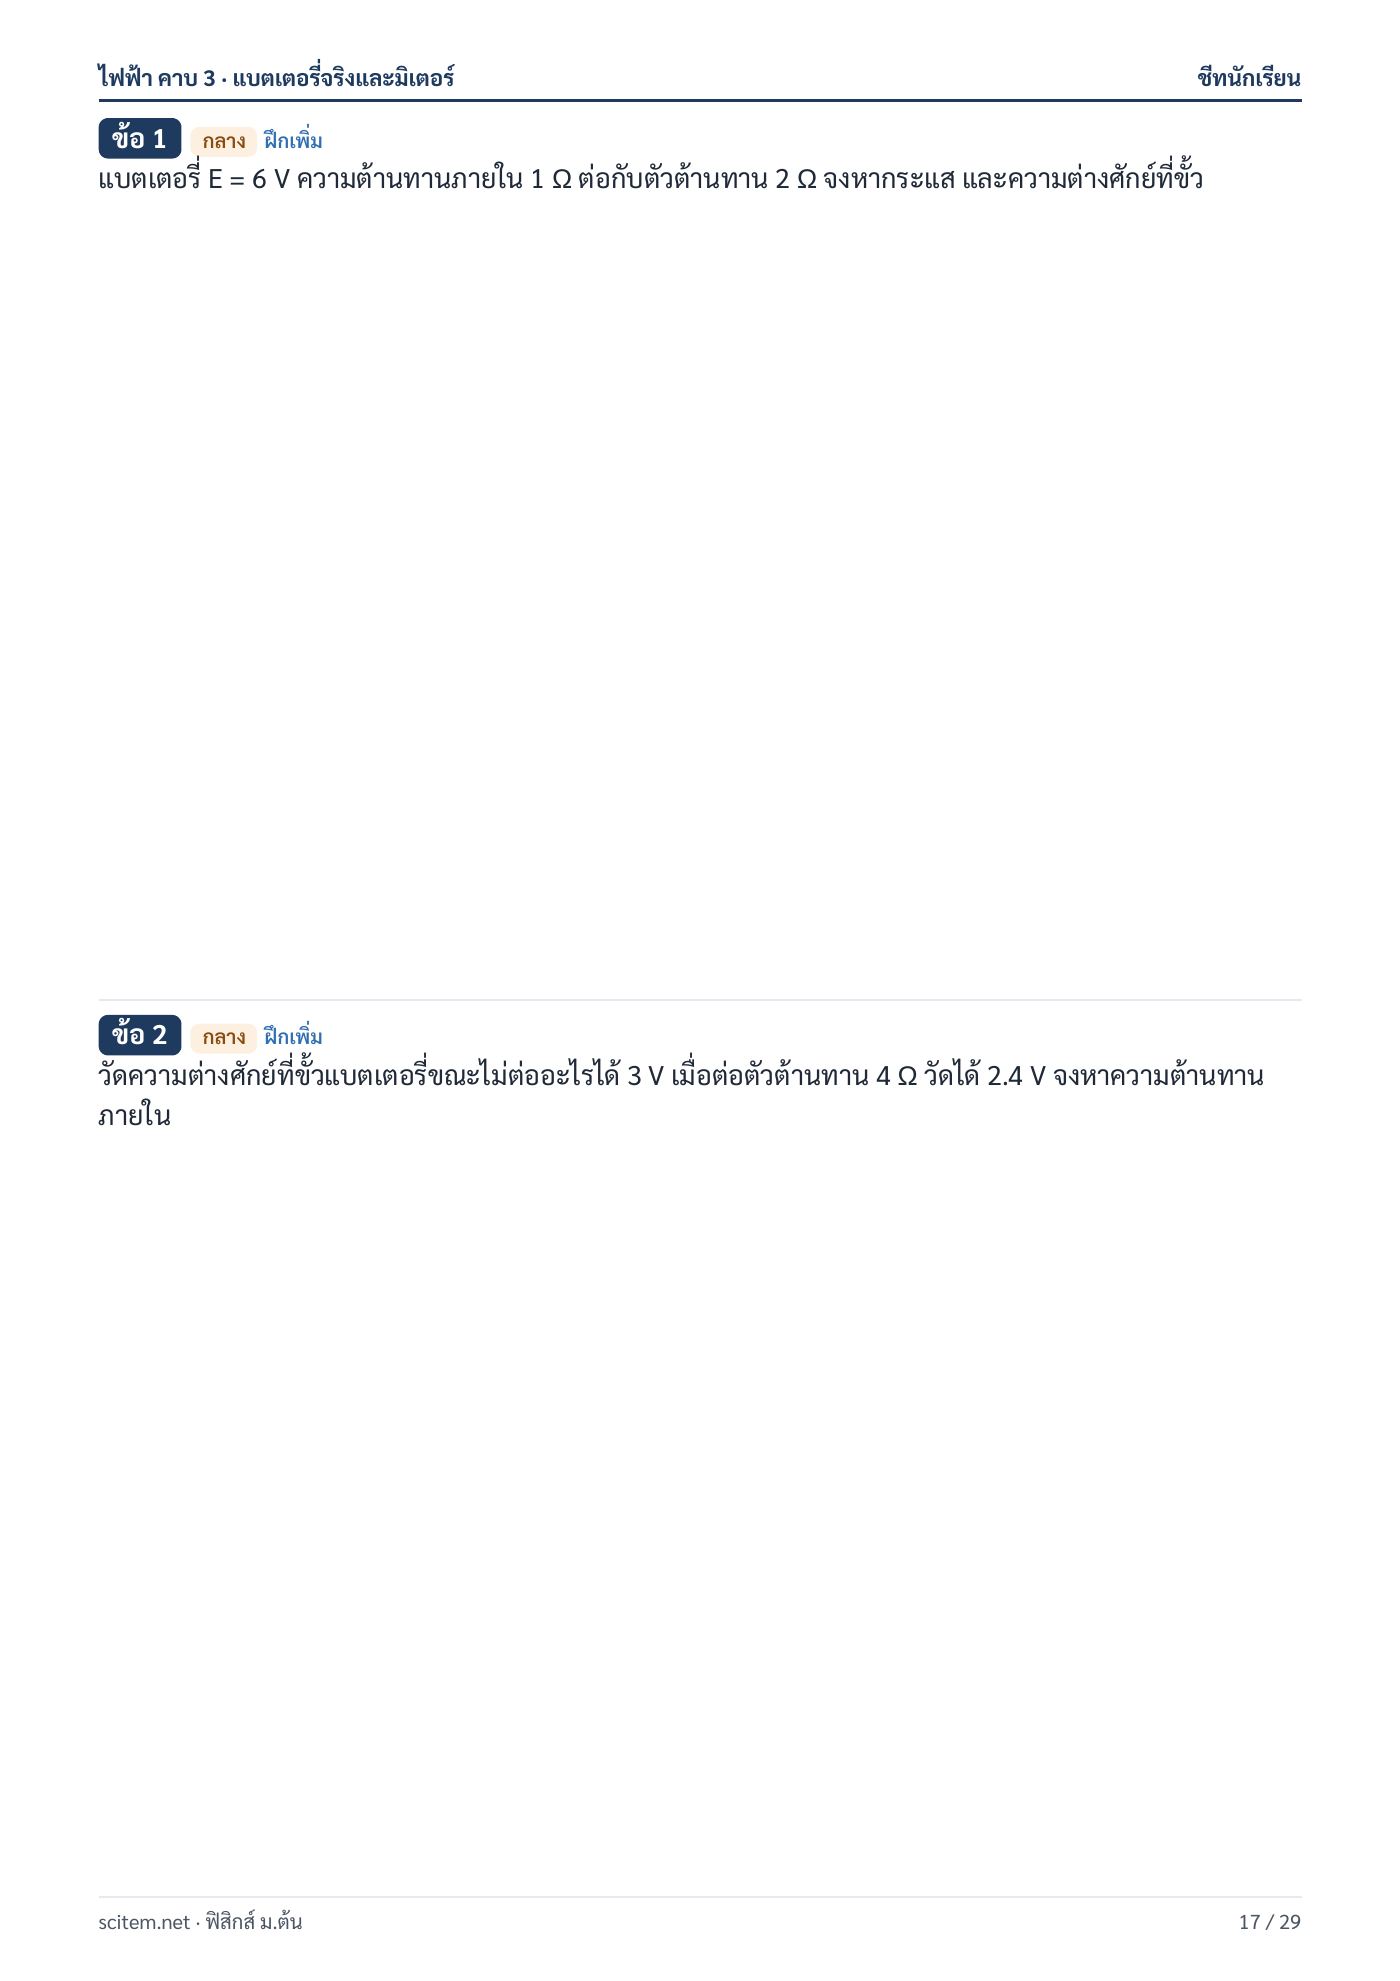 ไฟฟ้า คาบ 3 · แบตเตอรี่จริงและมิเตอร์ ชีทนักเรียน
ข้อ 1 กลาง ฝึกเพิ่ม
แบตเตอรี่ E = 6 V ความต้านทานภายใน 1 Ω ต่อกับตัวต้านทาน 2 Ω จงหากระแส และความต่างศักย์ที่ขั้ว
ข้อ 2 กลาง ฝึกเพิ่ม
วัดความต่างศักย์ที่ขั้วแบตเตอรี่ขณะไม่ต่ออะไรได้ 3 V เมื่อต่อตัวต้านทาน 4 Ω วัดได้ 2.4 V จงหาความต้านทาน
ภายใน
scitem.net · ฟิสิกส์ ม.ต้น 17 / 29